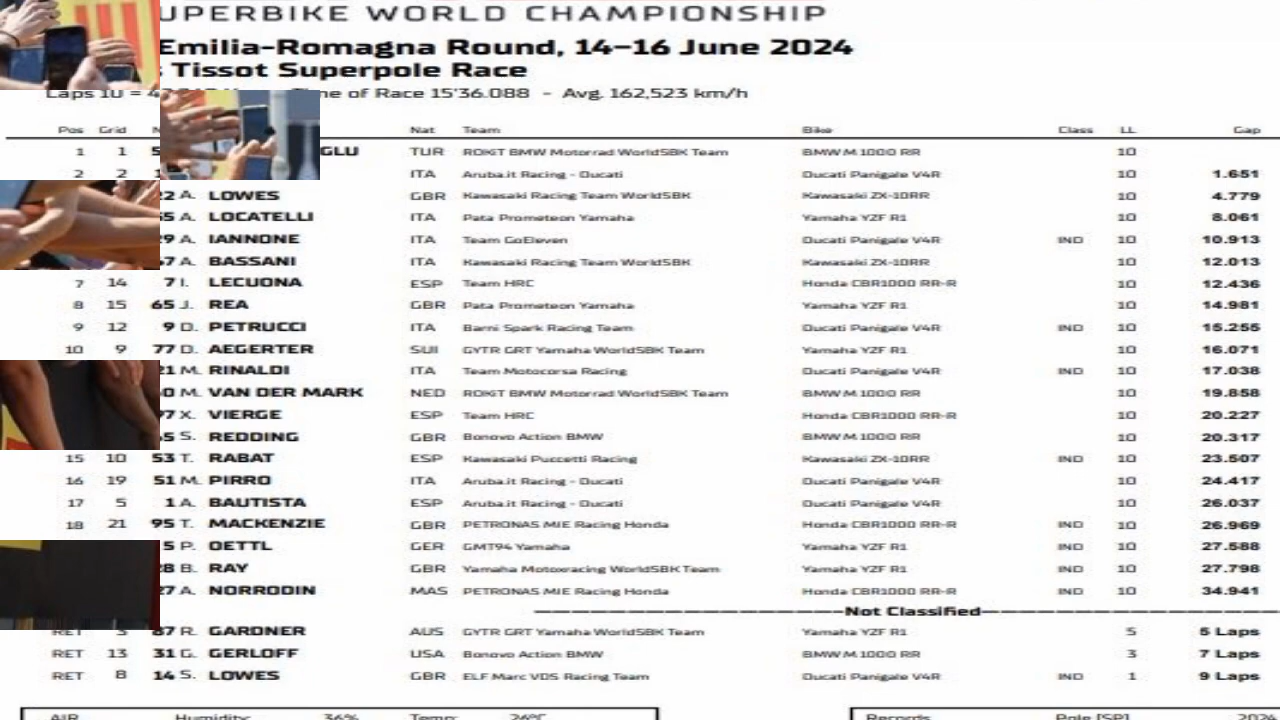 UPERBIKE WORLD CHAMPIONSHIP
Emilia-Romagna Round, 14-16 June 2024
Tissot Superpole Race
Laps 10 = of Race 15'36.088 - Avg. 162,523 km/h
Pos Grid Nat Team Bike Class LL Gap
1 1 GLU TUR ROKiT BMW Motorrad WorldSBK Team BMW M 1000 RR 10
2 2 ITA Aruba.it Racing - Ducati Ducati Panigale V4R 10 1.651
A. LOWES GBR Kawasaki Racing Team WorldSBK Kawasaki ZX-10RR 10 4.779
A. LOCATELLI ITA Pata Prometeon Yamaha Yamaha YZF R1 10 8.061
A. IANNONE ITA Team GoEleven Ducati Panigale V4R IND 10 10.913
A. BASSANI ITA Kawasaki Racing Team WorldSBK Kawasaki ZX-10RR 10 12.013
7 14 7 I. LECUONA ESP Team HRC Honda CBR1000 RR-R 10 12.436
8 15 65 J. REA GBR Pata Prometeon Yamaha Yamaha YZF R1 10 14.981
9 12 9 D. PETRUCCI ITA Barni Spark Racing Team Ducati Panigale V4R IND 10 15.255
10 9 77 D. AEGERTER SUI GYTR GRT Yamaha WorldSBK Team Yamaha YZF R1 10 16.071
21 M. RINALDI ITA Team Motocorsa Racing Ducati Panigale V4R IND 10 17.038
M. VAN DER MARK NED ROKiT BMW Motorrad WorldSBK Team BMW M 1000 RR 10 19.858
X. VIERGE ESP Team HRC Honda CBR1000 RR-R 10 20.227
S. REDDING GBR Bonovo Action BMW BMW M 1000 RR 10 20.317
15 10 53 T. RABAT ESP Kawasaki Puccetti Racing Kawasaki ZX-10RR IND 10 23.507
16 19 51 M. PIRRO ITA Aruba.it Racing - Ducati Ducati Panigale V4R 10 24.417
17 5 1 A. BAUTISTA ESP Aruba.it Racing - Ducati Ducati Panigale V4R 10 26.037
18 21 95 T. MACKENZIE GBR PETRONAS MIE Racing Honda Honda CBR1000 RR-R IND 10 26.969
5 P. OETTL GER GMT94 Yamaha Yamaha YZF R1 IND 10 27.588
28 B. RAY GBR Yamaha Motoxracing WorldSBK Team Yamaha YZF R1 IND 10 27.798
27 A. NORRODIN MAS PETRONAS MIE Racing Honda Honda CBR1000 RR-R IND 10 34.941
Not Classified
RET 3 87 R. GARDNER AUS GYTR GRT Yamaha WorldSBK Team Yamaha YZF R1 5 5 Laps
RET 13 31 G. GERLOFF USA Bonovo Action BMW BMW M 1000 RR 3 7 Laps
RET 8 14 S. LOWES GBR ELF Marc VDS Racing Team Ducati Panigale V4R IND 1 9 Laps
AIR Humidity: 36% Temp: 26°C Records Pole [SP] 2024